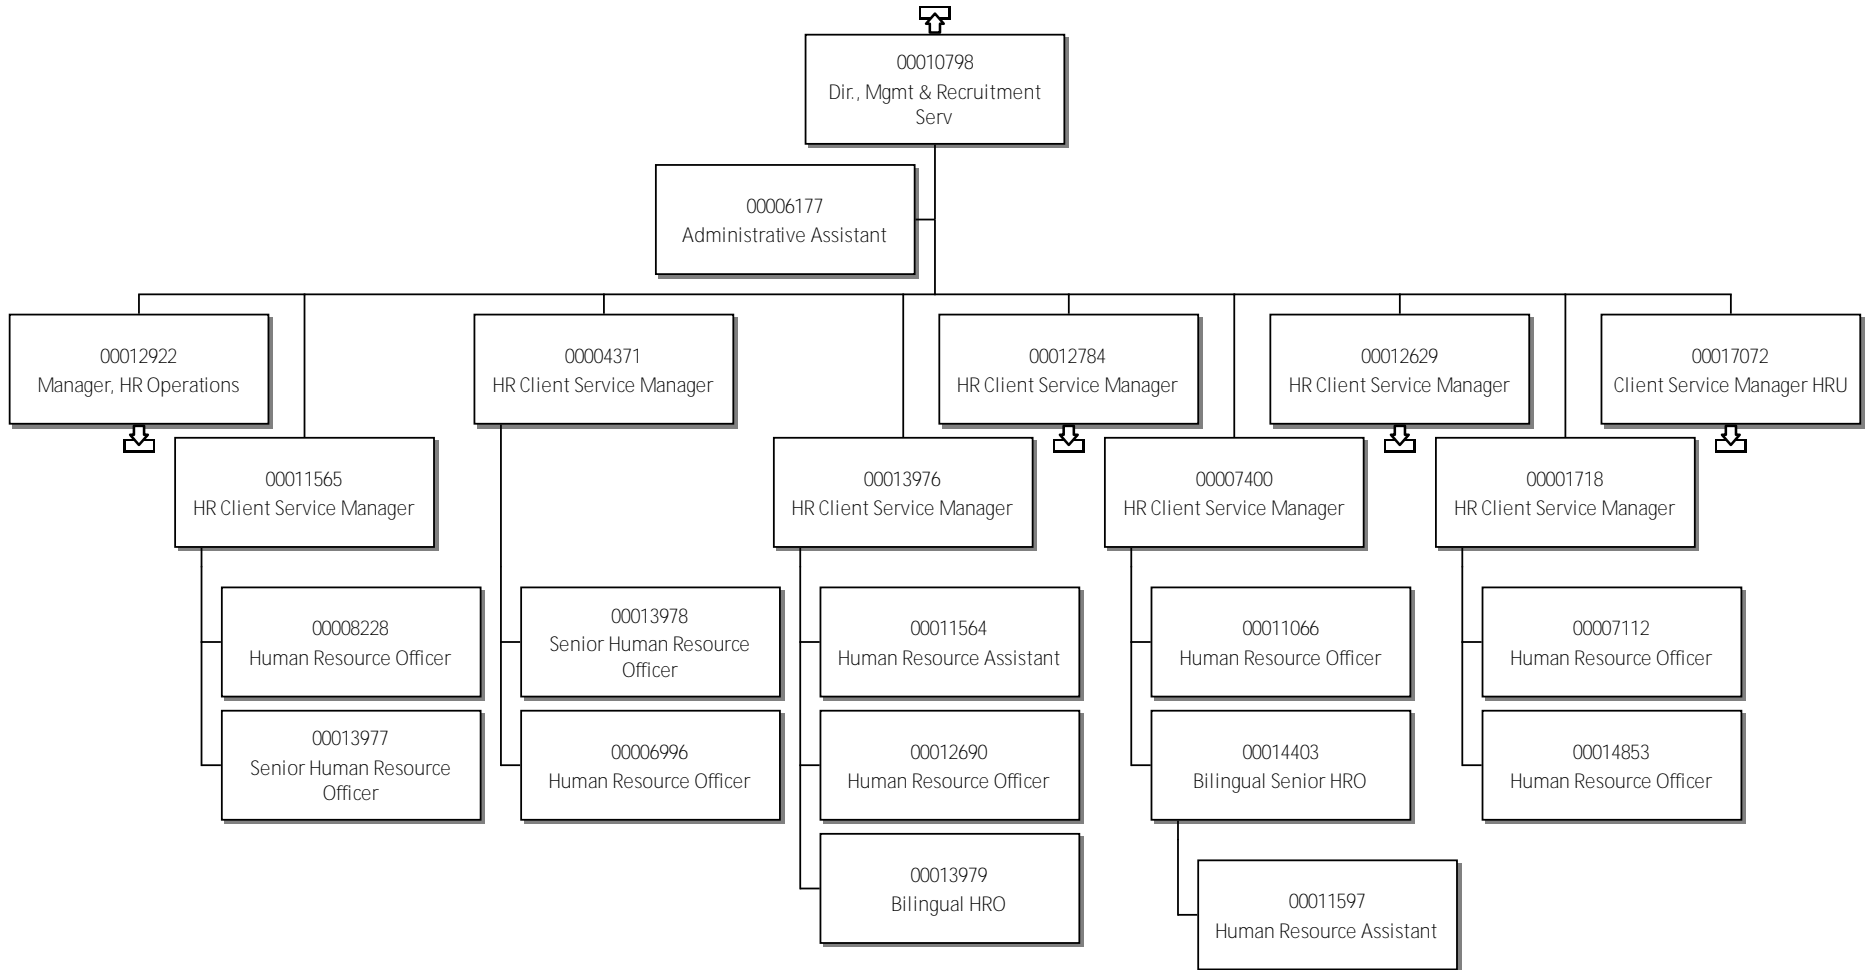 00010798
Dir., Mgmt & Recruitment
Serv
00006177
Administrative Assistant
00012922
Manager, HR Operations
00004371
HR Client Service Manager
00012784
HR Client Service Manager
00012629
HR Client Service Manager
00017072
Client Service Manager HRU
00011565
HR Client Service Manager
00013976
HR Client Service Manager
00007400
HR Client Service Manager
00001718
HR Client Service Manager
00008228
Human Resource Officer
00013978
Senior Human Resource
Officer
00011564
Human Resource Assistant
00011066
Human Resource Officer
00007112
Human Resource Officer
00013977
Senior Human Resource
Officer
00006996
Human Resource Officer
00012690
Human Resource Officer
00014403
Bilingual Senior HRO
00014853
Human Resource Officer
00013979
Bilingual HRO
00011597
Human Resource Assistant